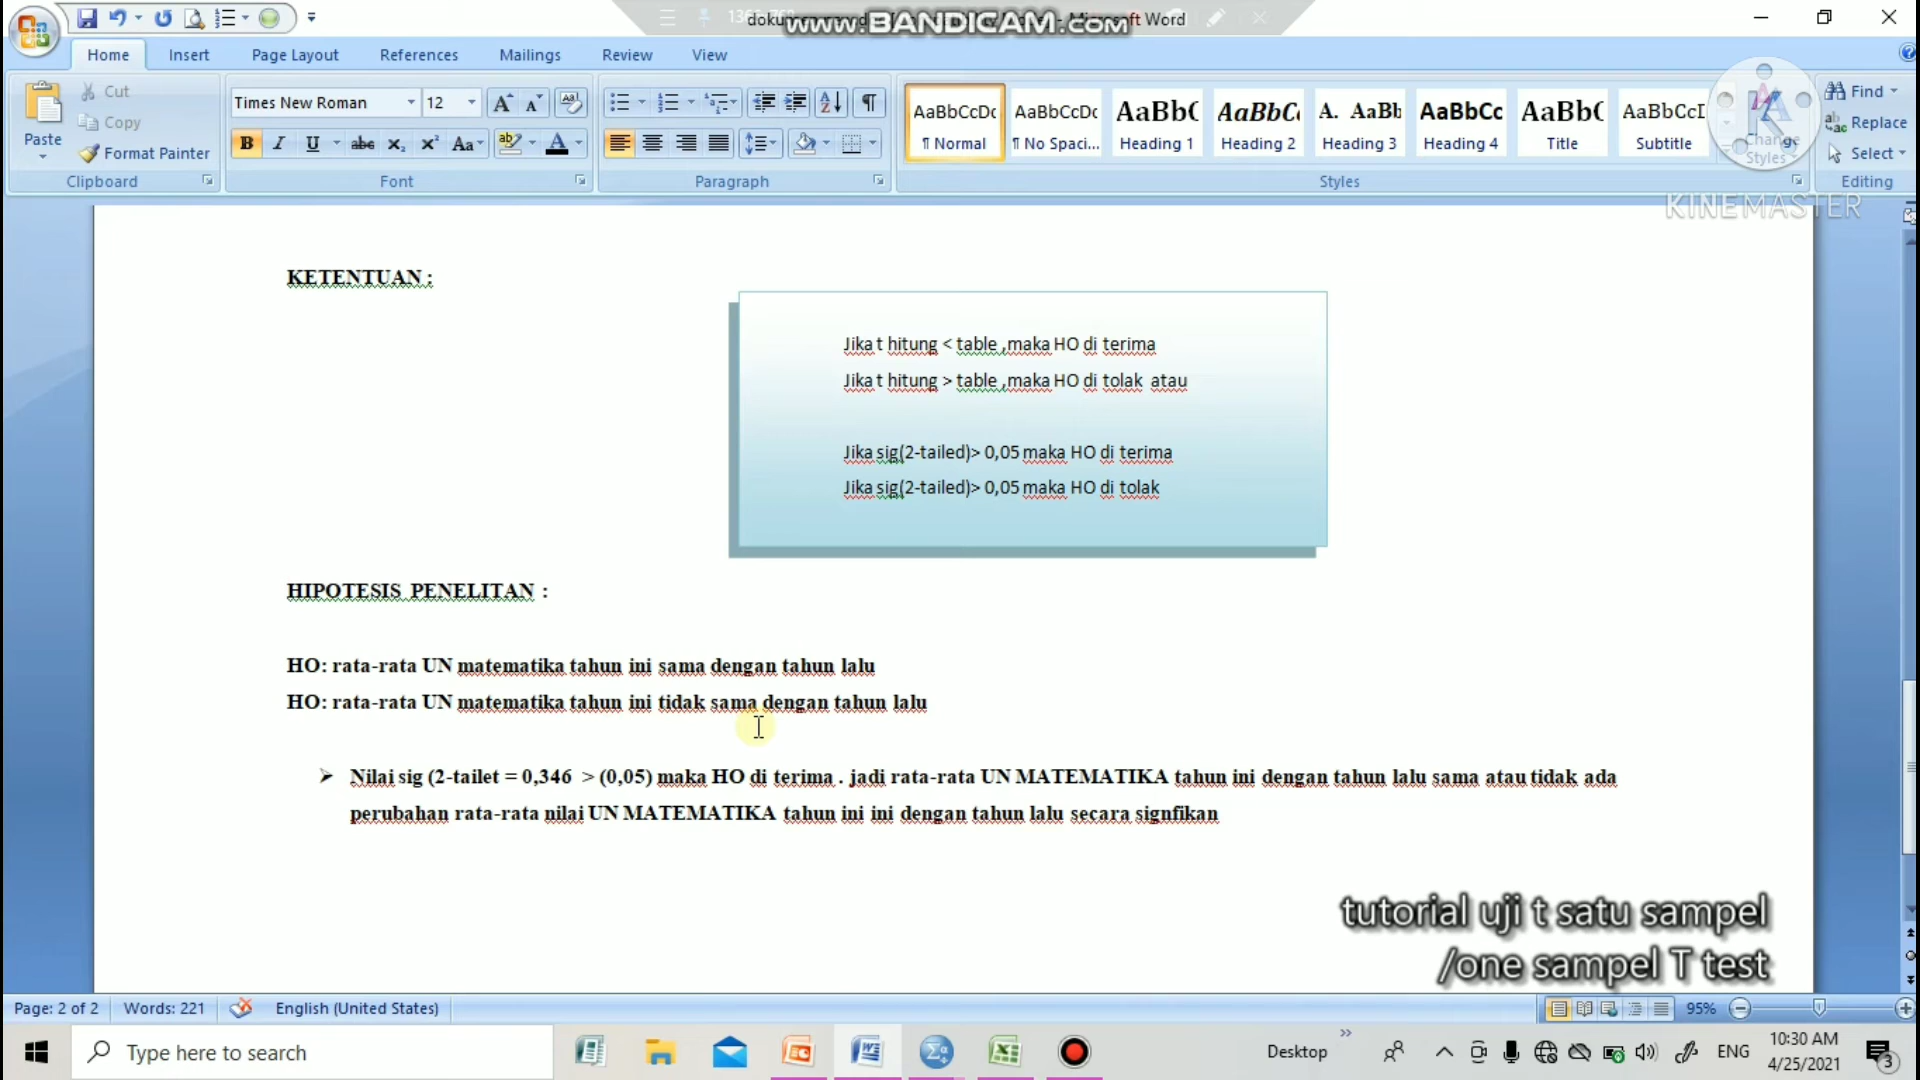 www.BANDICAM.com
Microsoft Word
Home Insert Page Layout References Mailings Review View
Paste
Cut
Copy
Format Painter
Clipboard
Times New Roman 12
Font
Paragraph
AaBbCcDc AaBbCcDc AaBbC AaBbC A. AaBb AaBbCc AaBbC AaBbCcI
¶ Normal ¶ No Spaci... Heading 1 Heading 2 Heading 3 Heading 4 Title Subtitle
Change
Styles
Styles
Find
Replace
Select
Editing
KINEMASTER
KETENTUAN :
Jika t hitung < table ,maka HO di terima
Jika t hitung > table ,maka HO di tolak atau
Jika sig(2-tailed)> 0,05 maka HO di terima
Jika sig(2-tailed)> 0,05 maka HO di tolak
HIPOTESIS PENELITAN :
HO: rata-rata UN matematika tahun ini sama dengan tahun lalu
HO: rata-rata UN matematika tahun ini tidak sama dengan tahun lalu
➢ Nilai sig (2-tailet = 0,346 > (0,05) maka HO di terima . jadi rata-rata UN MATEMATIKA tahun ini dengan tahun lalu sama atau tidak ada
perubahan rata-rata nilai UN MATEMATIKA tahun ini ini dengan tahun lalu secara signfikan
tutorial uji t satu sampel
/one sampel T test
Page: 2 of 2 Words: 221 English (United States) 95%
Type here to search
Desktop
ENG
10:30 AM
4/25/2021
3